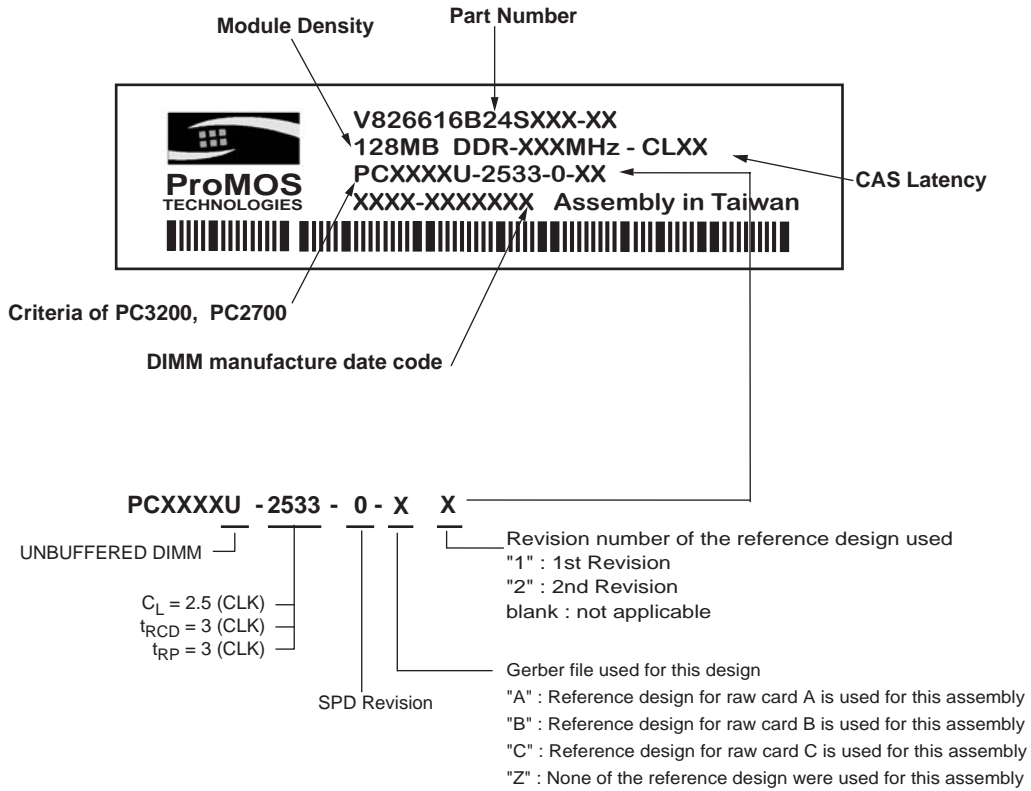 Part Number
Module Density
V826616B24SXXX-XX
128MB DDR-XXXMHz - CLXX
PCXXXXU-2533-0-XX
CAS Latency
ProMOS
TECHNOLOGIES
XXXX-XXXXXXX Assembly in Taiwan
Criteria of PC3200, PC2700
DIMM manufacture date code
PCXXXXU - 2533 - 0 - X X
UNBUFFERED DIMM
Revision number of the reference design used
"1" : 1st Revision
"2" : 2nd Revision
blank : not applicable
CL = 2.5 (CLK)
tRCD = 3 (CLK)
tRP = 3 (CLK)
SPD Revision
Gerber file used for this design
"A" : Reference design for raw card A is used for this assembly
"B" : Reference design for raw card B is used for this assembly
"C" : Reference design for raw card C is used for this assembly
"Z" : None of the reference design were used for this assembly